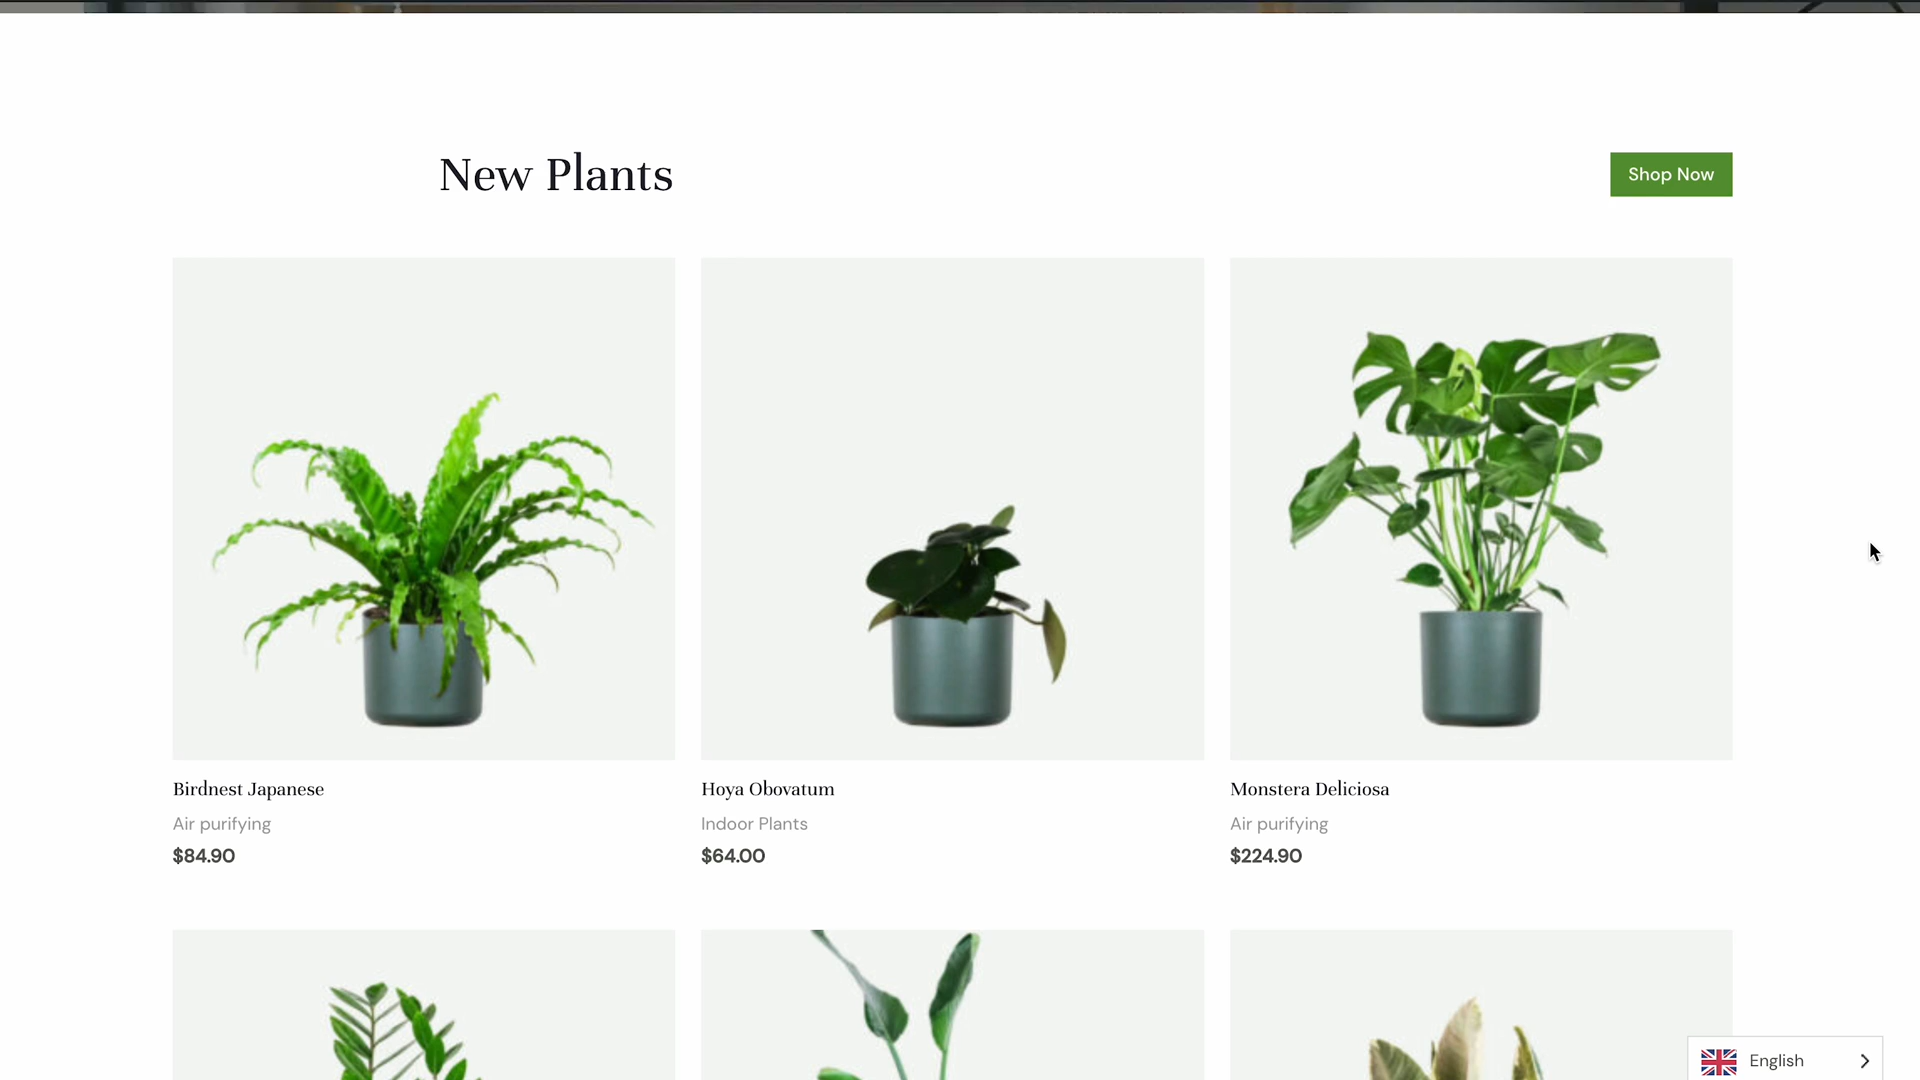 New Plants
Shop Now
Birdnest Japanese
Air purifying
$84.90
Hoya Obovatum
Indoor Plants
$64.00
Monstera Deliciosa
Air purifying
$224.90
English